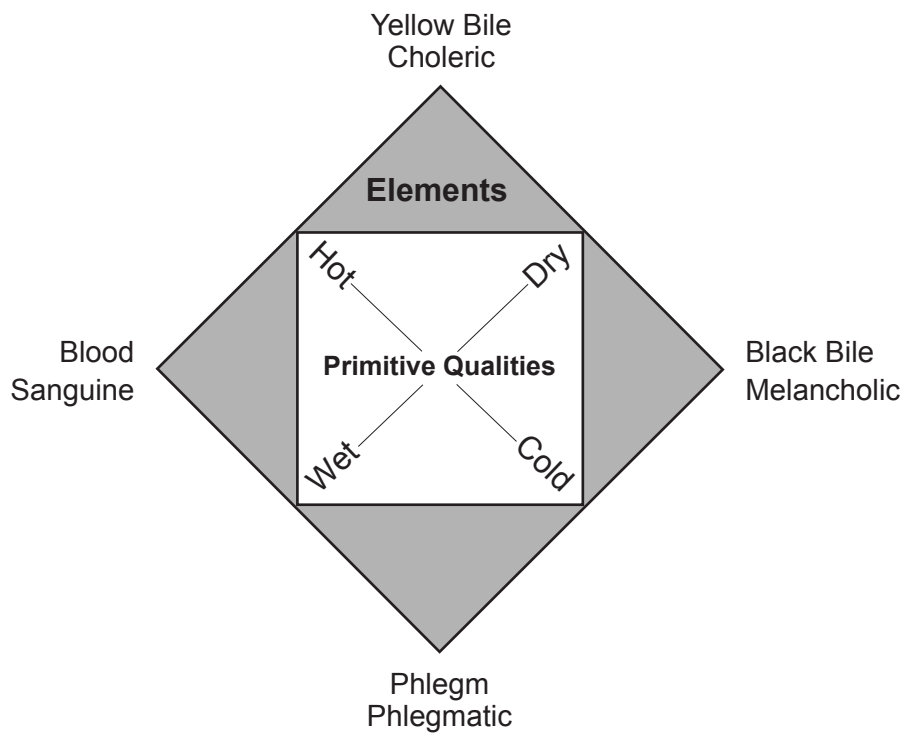 Yellow Bile
Choleric
Elements
Hot
Dry
Blood
Sanguine
Primitive Qualities
Black Bile
Melancholic
Wet
Cold
Phlegm
Phlegmatic